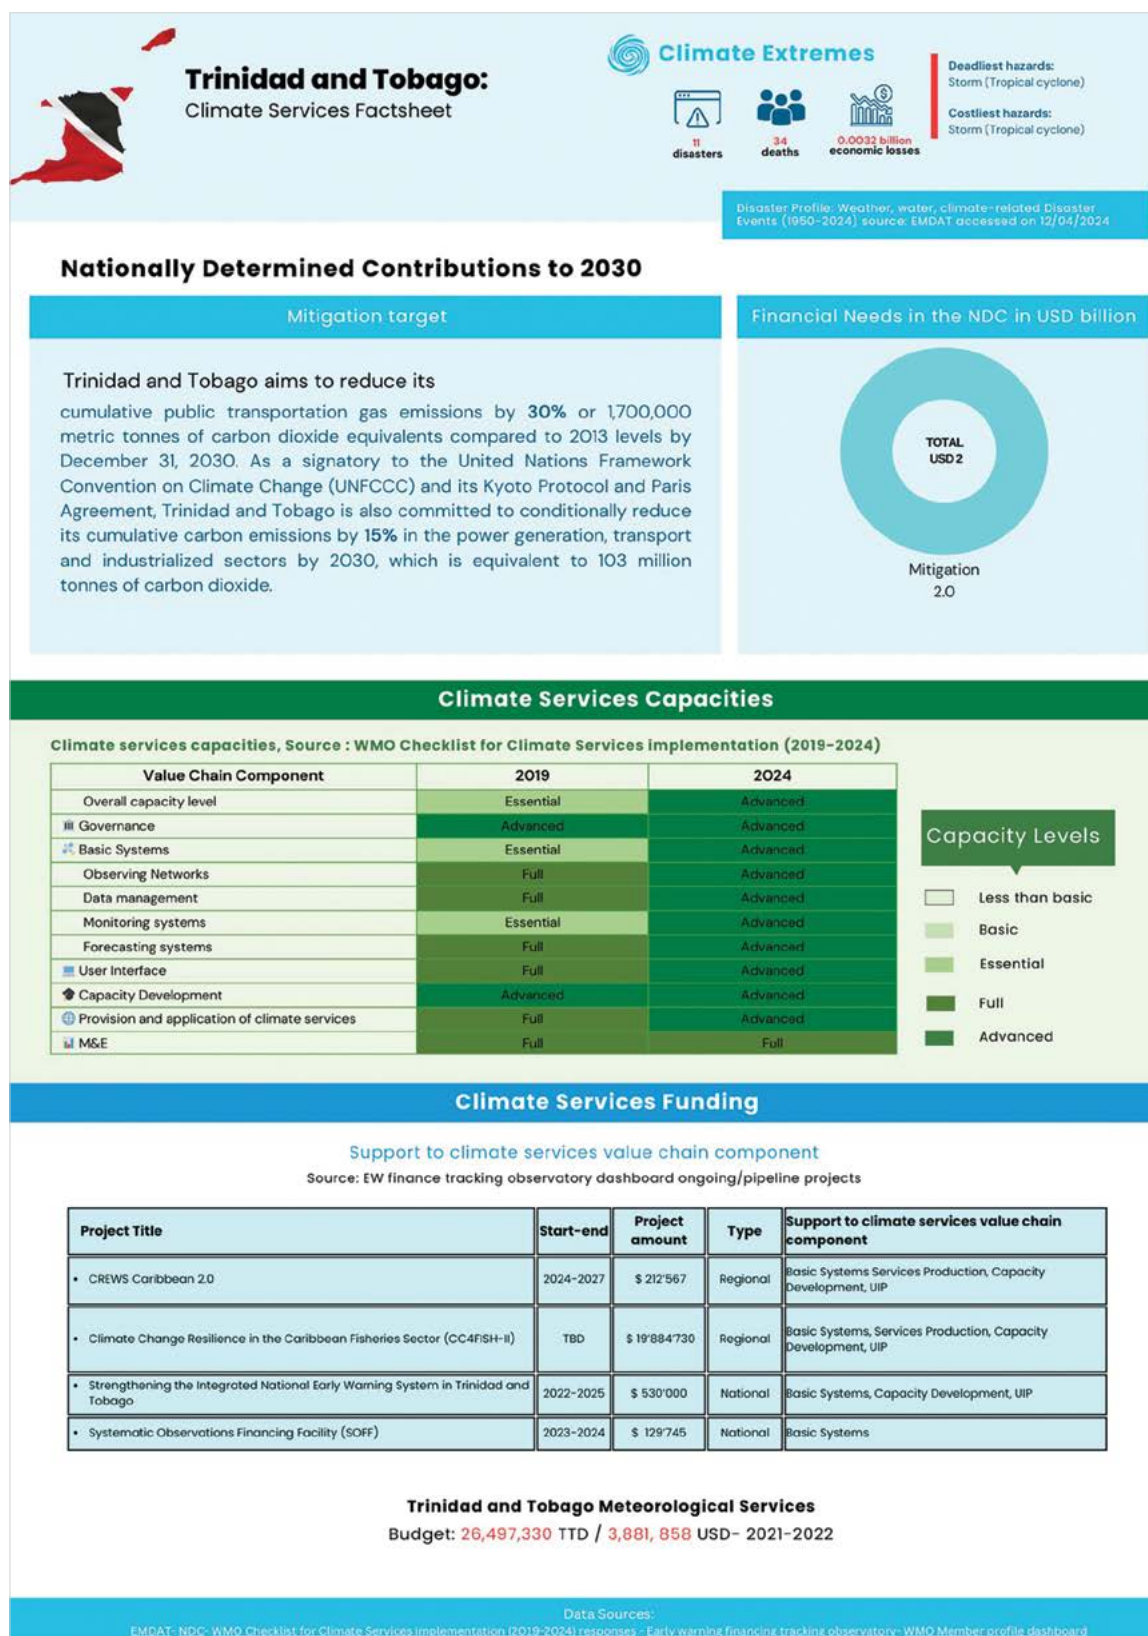 Trinidad and Tobago:
Climate Services Factsheet
Climate Extremes
11
disasters
34
deaths
0.0032 billion
economic losses
Deadliest hazards:
Storm (Tropical cyclone)
Costliest hazards:
Storm (Tropical cyclone)
Disaster Profile: Weather, water, climate-related Disaster
Events (1950-2024) source: EMDAT accessed on 12/04/2024
Nationally Determined Contributions to 2030
Mitigation target
Trinidad and Tobago aims to reduce its
cumulative public transportation gas emissions by 30% or 1,700,000
metric tonnes of carbon dioxide equivalents compared to 2013 levels by
December 31, 2030. As a signatory to the United Nations Framework
Convention on Climate Change (UNFCCC) and its Kyoto Protocol and Paris
Agreement, Trinidad and Tobago is also committed to conditionally reduce
its cumulative carbon emissions by 15% in the power generation, transport
and industrialized sectors by 2030, which is equivalent to 103 million
tonnes of carbon dioxide.
Financial Needs in the NDC in USD billion
TOTAL
USD 2
Mitigation
2.0
Climate Services Capacities
Climate services capacities, Source : WMO Checklist for Climate Services implementation (2019-2024)
Value Chain Component 2019 2024
Overall capacity level Essential Advanced
Governance Advanced Advanced
Basic Systems Essential Advanced
Observing Networks Full Advanced
Data management Full Advanced
Monitoring systems Essential Advanced
Forecasting systems Full Advanced
User Interface Full Advanced
Capacity Development Advanced Advanced
Provision and application of climate services Full Advanced
M&E Full Full
Capacity Levels
Less than basic
Basic
Essential
Full
Advanced
Climate Services Funding
Support to climate services value chain component
Source: EW finance tracking observatory dashboard ongoing/pipeline projects
Project Title Start-end Project amount Type Support to climate services value chain component
• CREWS Caribbean 2.0 2024-2027 $ 212'567 Regional Basic Systems Services Production, Capacity Development, UIP
• Climate Change Resilience in the Caribbean Fisheries Sector (CC4FISH-II) TBD $ 19'884'730 Regional Basic Systems, Services Production, Capacity Development, UIP
• Strengthening the Integrated National Early Warning System in Trinidad and Tobago 2022-2025 $ 530'000 National Basic Systems, Capacity Development, UIP
• Systematic Observations Financing Facility (SOFF) 2023-2024 $ 129'745 National Basic Systems
Trinidad and Tobago Meteorological Services
Budget: 26,497,330 TTD / 3,881, 858 USD- 2021-2022
Data Sources:
EMDAT- NDC- WMO Checklist for Climate Services Implementation (2019-2024) responses - Early warning financing tracking observatory- WMO Member profile dashboard